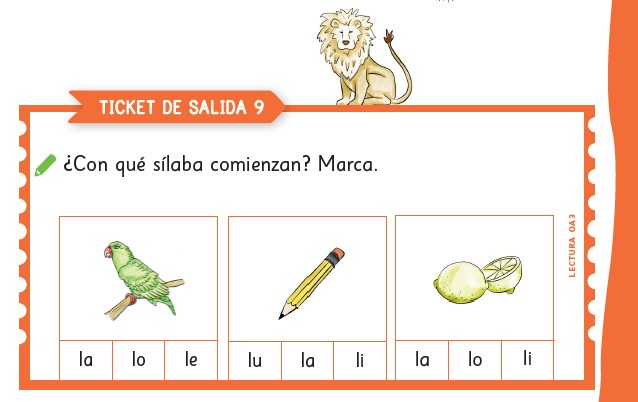 TICKET DE SALIDA 9
¿Con qué sílaba comienzan? Marca.
la lo le
lu la li
la lo li
LECTURA OA3